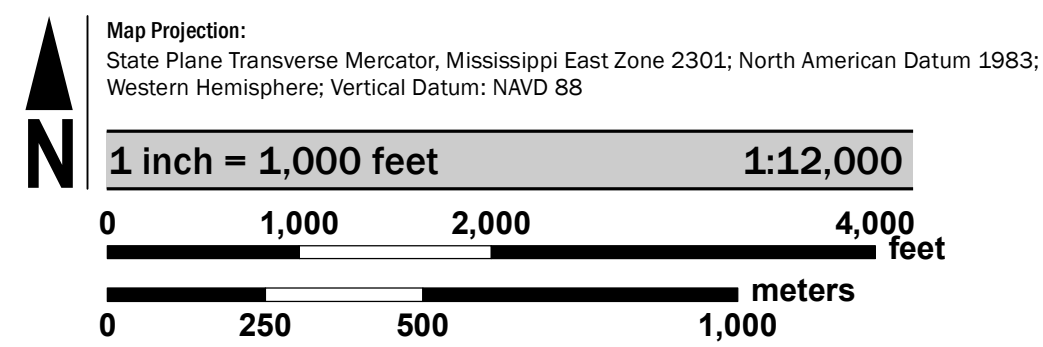 Map Projection:
State Plane Transverse Mercator, Mississippi East Zone 2301; North American Datum 1983;
Western Hemisphere; Vertical Datum: NAVD 88
N
1 inch = 1,000 feet 1:12,000
0 1,000 2,000 4,000
feet
meters
0 250 500 1,000